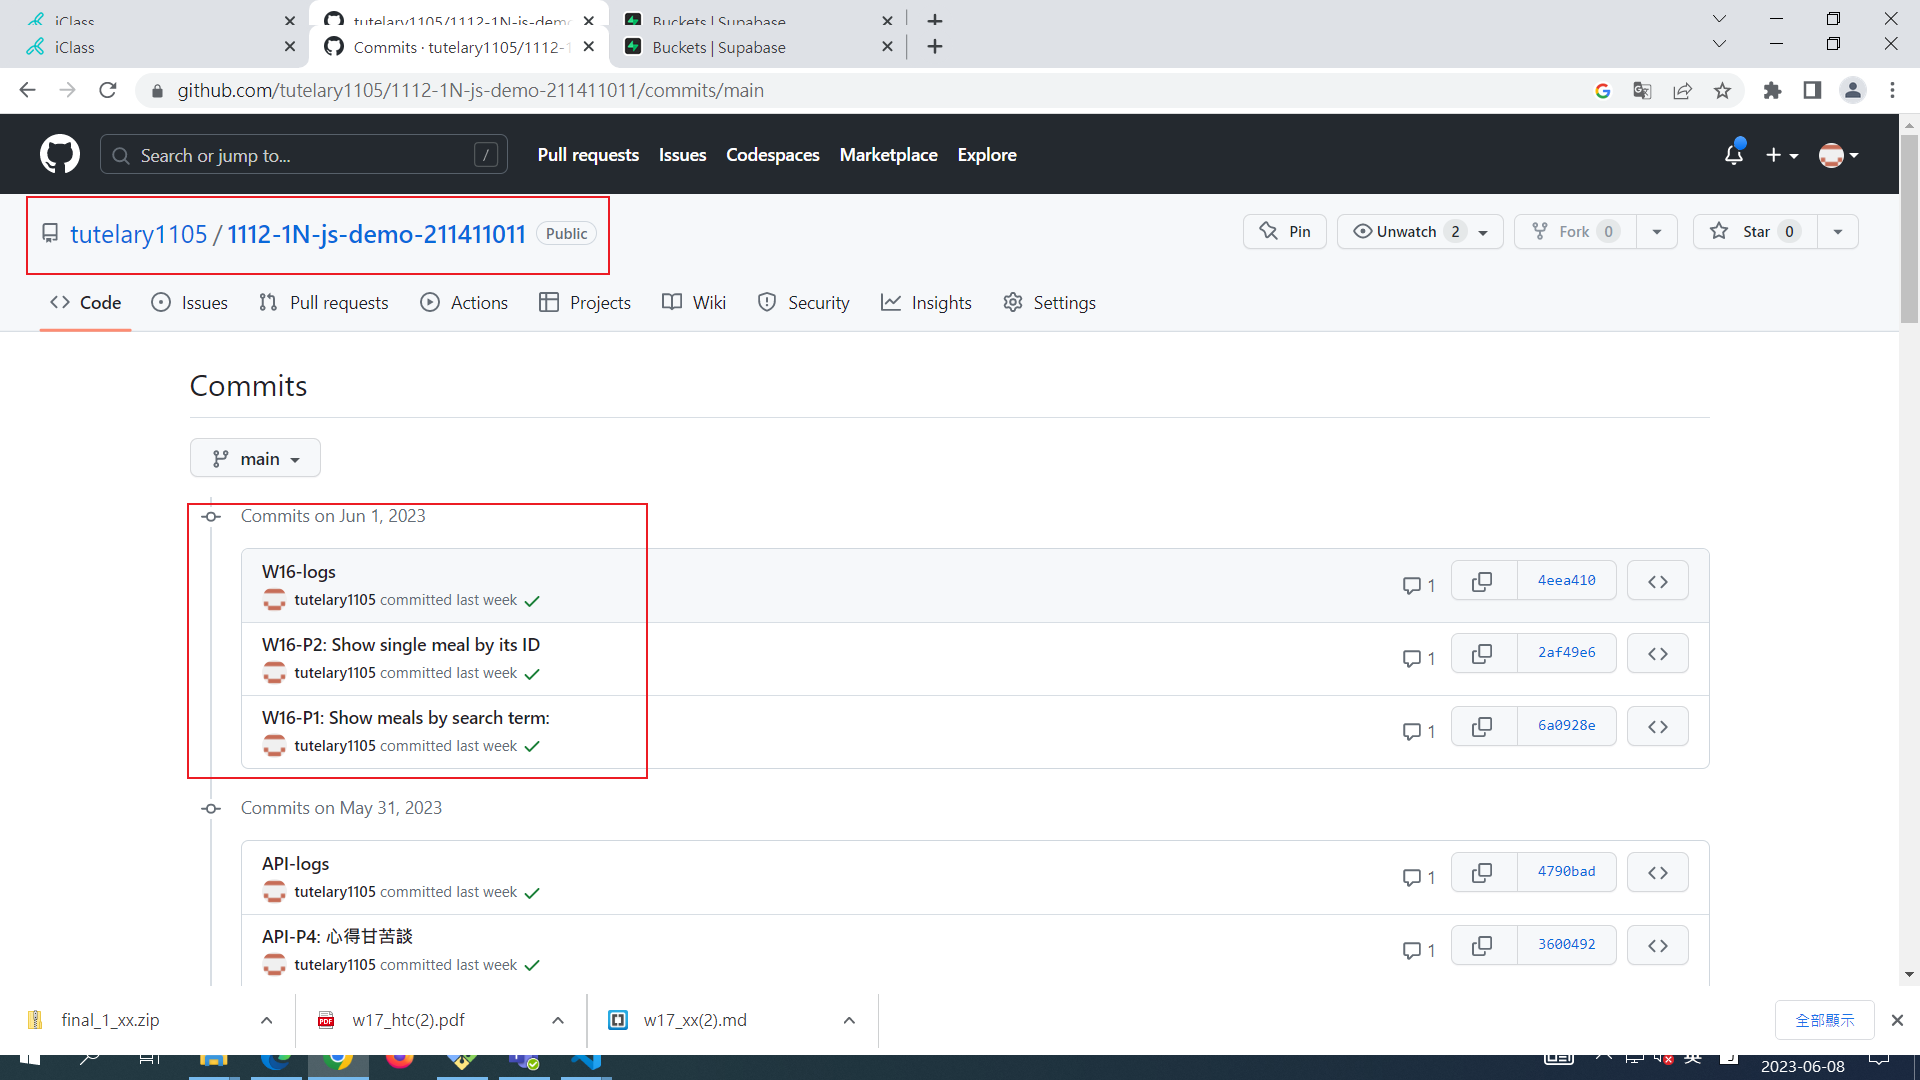 iClass
tutelary1105/1112-1N-js-demo
Buckets | Supabase
iClass
Commits · tutelary1105/1112-1
Buckets | Supabase
github.com/tutelary1105/1112-1N-js-demo-211411011/commits/main
Search or jump to...
/
Pull requests
Issues
Codespaces
Marketplace
Explore
tutelary1105 / 1112-1N-js-demo-211411011
Public
Pin
Unwatch 2
Fork 0
Star 0
Code
Issues
Pull requests
Actions
Projects
Wiki
Security
Insights
Settings
Commits
main
Commits on Jun 1, 2023
W16-logs
tutelary1105 committed last week
1
4eea410
W16-P2: Show single meal by its ID
tutelary1105 committed last week
1
2af49e6
W16-P1: Show meals by search term:
tutelary1105 committed last week
1
6a0928e
Commits on May 31, 2023
API-logs
tutelary1105 committed last week
1
4790bad
API-P4: 心得甘苦談
tutelary1105 committed last week
1
3600492
final_1_xx.zip
w17_htc(2).pdf
w17_xx(2).md
全部顯示
英
2023-06-08